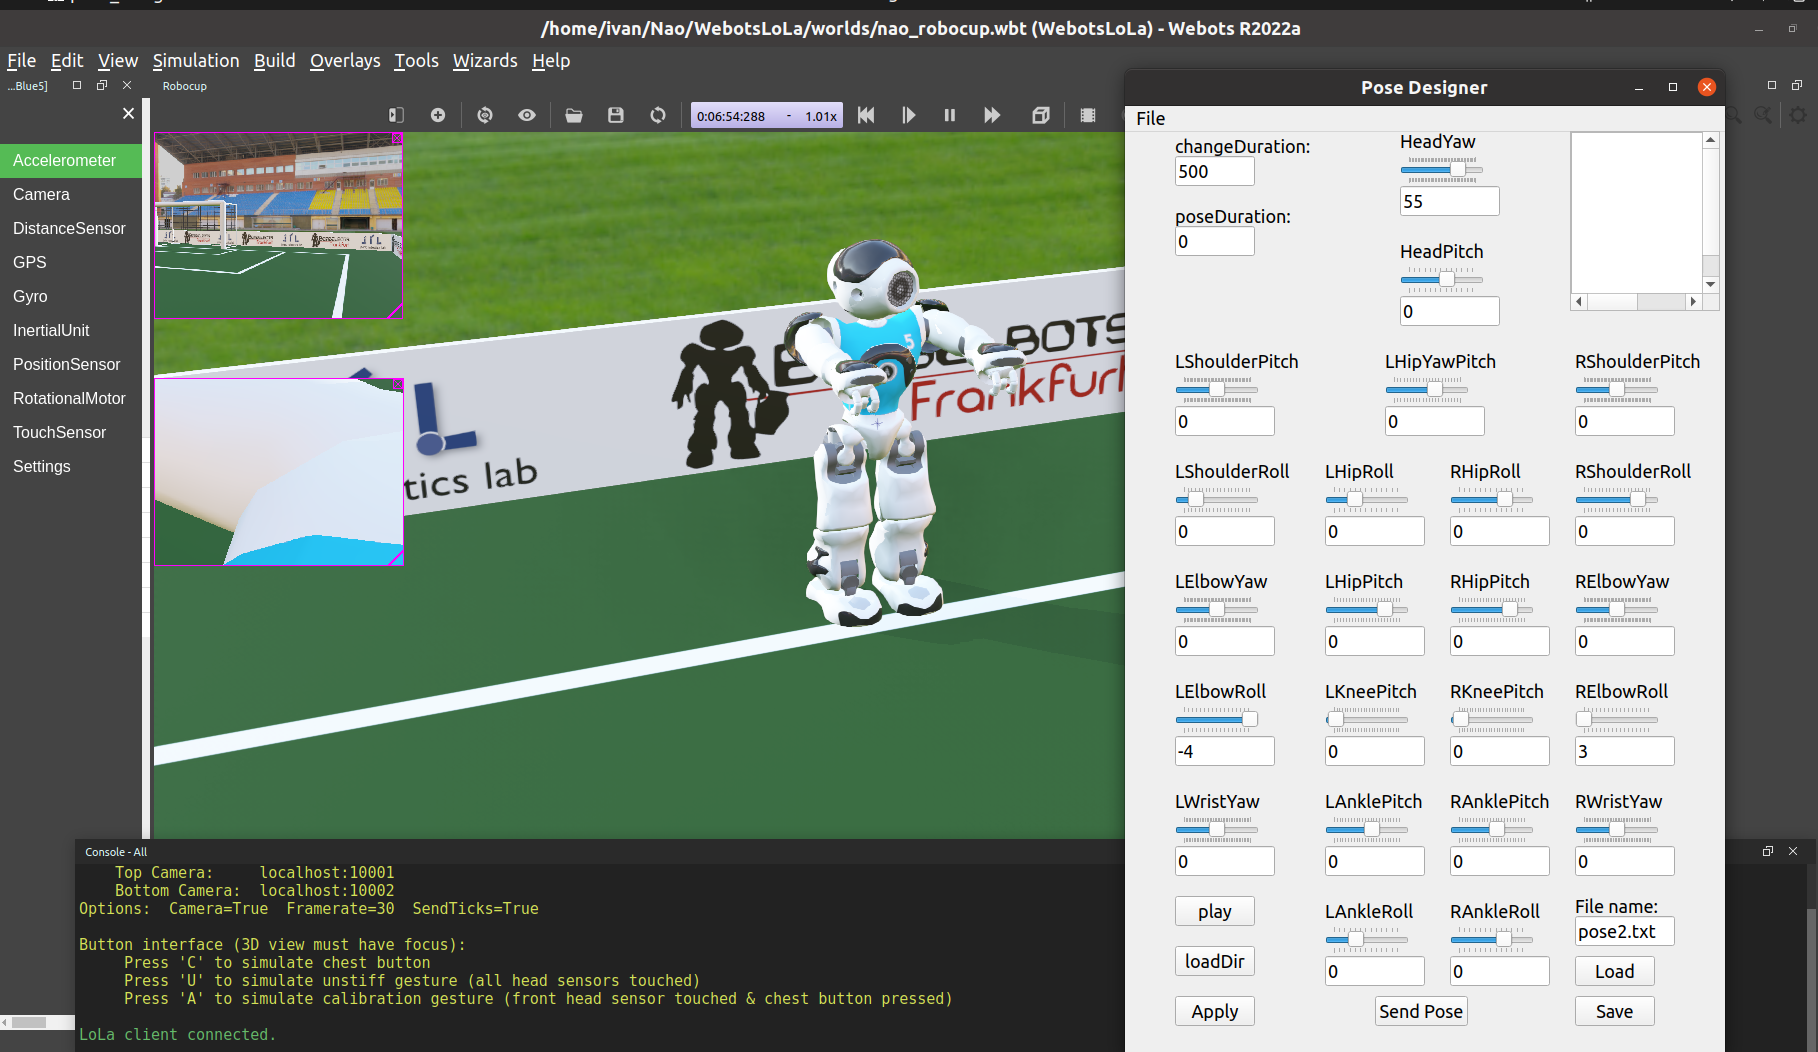 /home/ivan/Nao/WebotsLoLa/worlds/nao_robocup.wbt (WebotsLoLa) - Webots R2022a
File Edit View Simulation Build Overlays Tools Wizards Help
...Blue5]
Robocup
0:06:54:288 - 1.01x
Accelerometer
Camera
DistanceSensor
GPS
Gyro
InertialUnit
PositionSensor
RotationalMotor
TouchSensor
Settings
5
Frankfurt
tics lab
Pose Designer
File
changeDuration:
500
poseDuration:
0
HeadYaw
55
HeadPitch
0
LShoulderPitch LHipYawPitch RShoulderPitch
0 0 0
LShoulderRoll LHipRoll RHipRoll RShoulderRoll
0 0 0 0
LElbowYaw LHipPitch RHipPitch RElbowYaw
0 0 0 0
LElbowRoll LKneePitch RKneePitch RElbowRoll
-4 0 0 3
LWristYaw LAnklePitch RAnklePitch RWristYaw
0 0 0 0
play LAnkleRoll RAnkleRoll File name:
pose2.txt
loadDir 0 0 Load
Apply Send Pose Save
Console - All
Top Camera: localhost:10001
Bottom Camera: localhost:10002
Options: Camera=True Framerate=30 SendTicks=True
Button interface (3D view must have focus):
Press 'C' to simulate chest button
Press 'U' to simulate unstiff gesture (all head sensors touched)
Press 'A' to simulate calibration gesture (front head sensor touched & chest button pressed)
LoLa client connected.